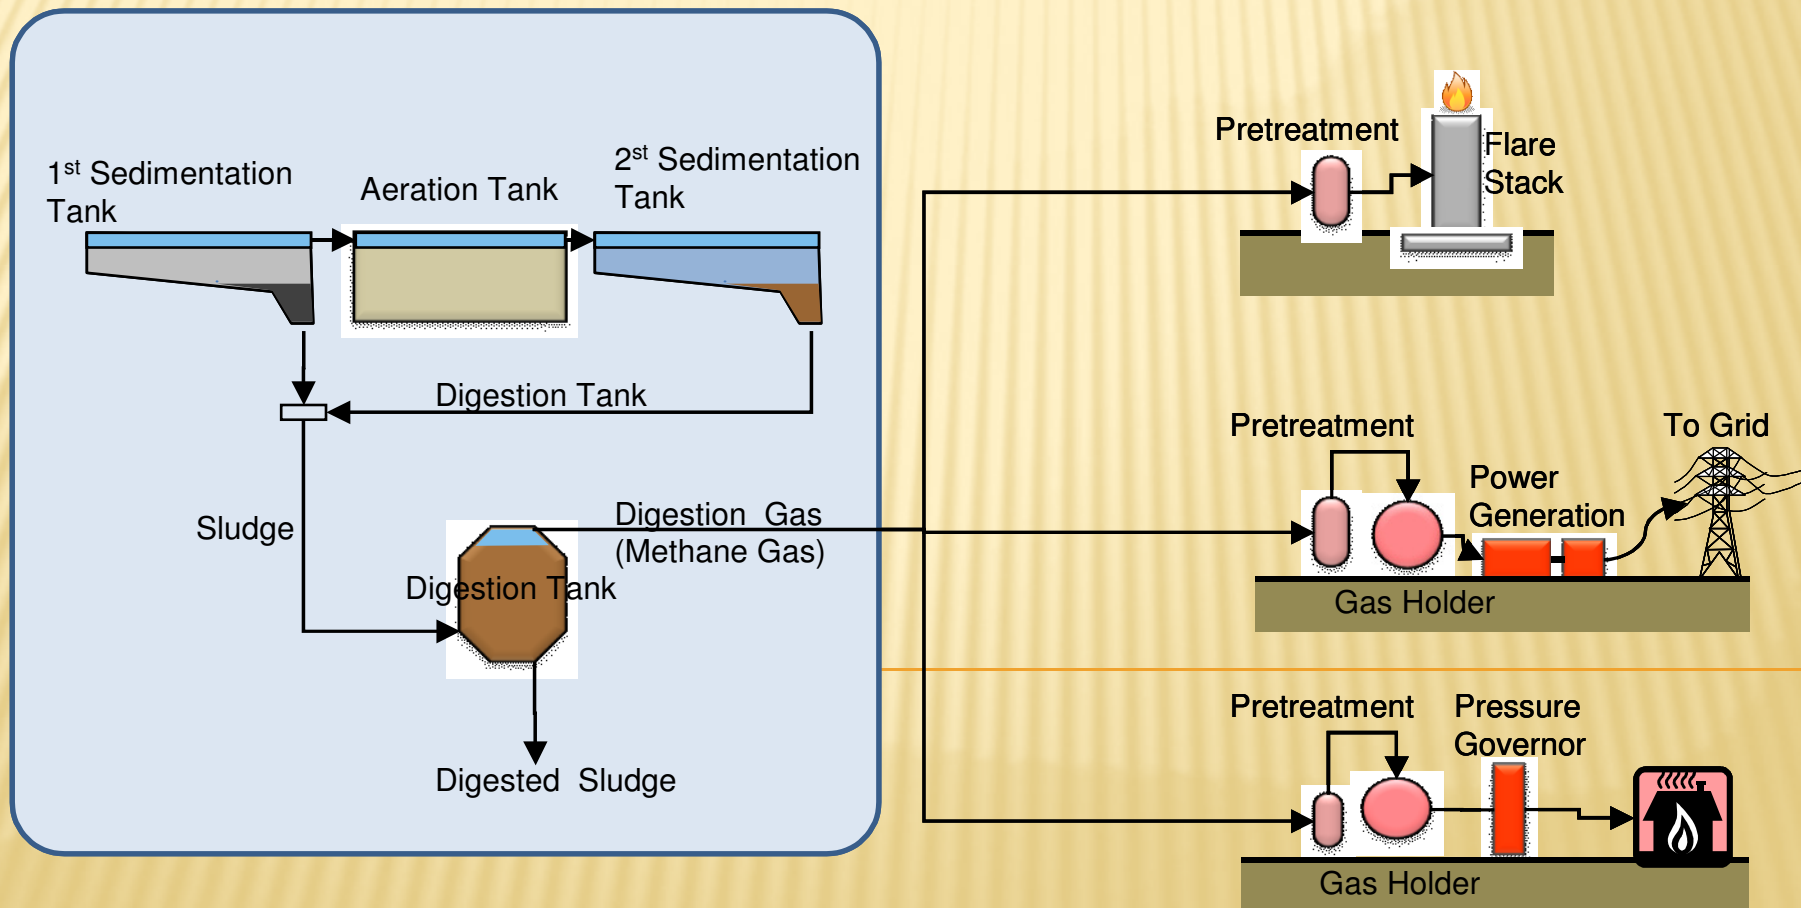 1st Sedimentation
Tank
Aeration Tank
2st Sedimentation
Tank
Digestion Tank
Sludge
Digestion Gas
(Methane Gas)
Digestion Tank
Digested Sludge
Pretreatment
Flare
Stack
Pretreatment
To Grid
Power
Generation
Gas Holder
Pretreatment
Pressure
Governor
Gas Holder